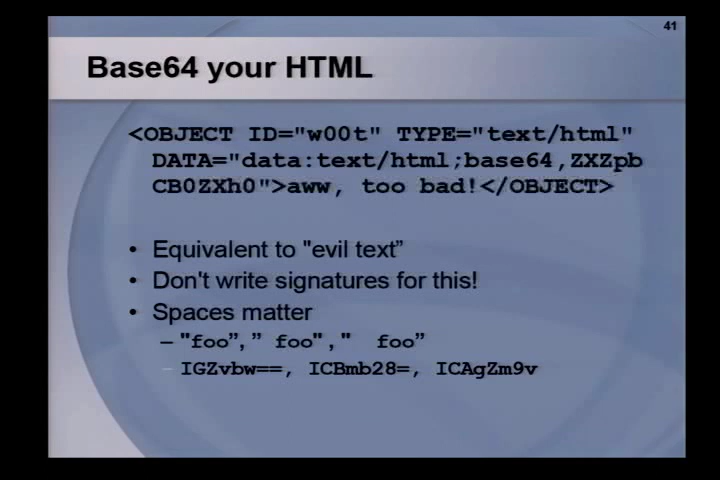 41
Base64 your HTML
<OBJECT ID="w00t" TYPE="text/html"
DATA="data:text/html;base64,ZXZpb
CB0ZXh0">aww, too bad!</OBJECT>
• Equivalent to "evil text”
• Don't write signatures for this!
• Spaces matter
– "foo”, ” foo" , "  foo”
– IGZvbw==, ICBmb28=, ICAgZm9v